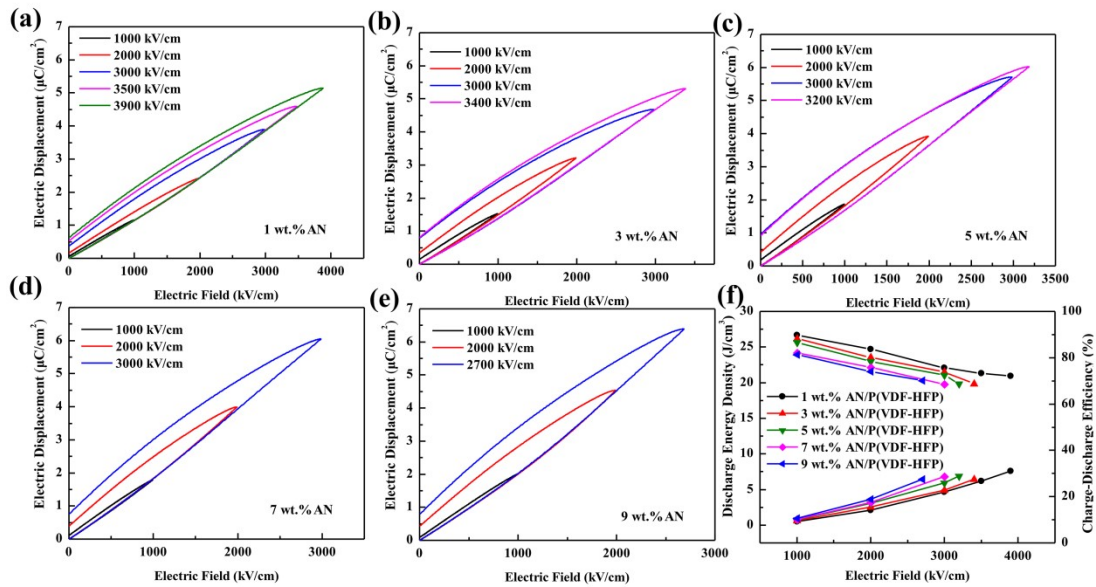 (a)
Electric Displacement (μC/cm²)
7
6
5
4
3
2
1
0
1000 kV/cm
2000 kV/cm
3000 kV/cm
3500 kV/cm
3900 kV/cm
1 wt.% AN
0 1000 2000 3000 4000
Electric Field (kV/cm)
(b)
Electric Displacement (μC/cm²)
7
6
5
4
3
2
1
0
1000 kV/cm
2000 kV/cm
3000 kV/cm
3400 kV/cm
3 wt.% AN
0 1000 2000 3000
Electric Field (kV/cm)
(c)
Electric Displacement (μC/cm²)
7
6
5
4
3
2
1
0
1000 kV/cm
2000 kV/cm
3000 kV/cm
3200 kV/cm
5 wt.% AN
0 500 1000 1500 2000 2500 3000 3500
Electric Field (kV/cm)
(d)
Electric Displacement (μC/cm²)
7
6
5
4
3
2
1
0
1000 kV/cm
2000 kV/cm
3000 kV/cm
7 wt.% AN
0 1000 2000 3000
Electric Field (kV/cm)
(e)
Electric Displacement (μC/cm²)
7
6
5
4
3
2
1
0
1000 kV/cm
2000 kV/cm
2700 kV/cm
9 wt.% AN
0 1000 2000 3000
Electric Field (kV/cm)
(f)
Discharge Energy Density (J/cm³)
30
25
20
15
10
5
0
1 wt.% AN/P(VDF-HFP)
3 wt.% AN/P(VDF-HFP)
5 wt.% AN/P(VDF-HFP)
7 wt.% AN/P(VDF-HFP)
9 wt.% AN/P(VDF-HFP)
100
80
60
40
20
0
Charge-Discharge Efficiency (%)
1000 2000 3000 4000
Electric Field (kV/cm)